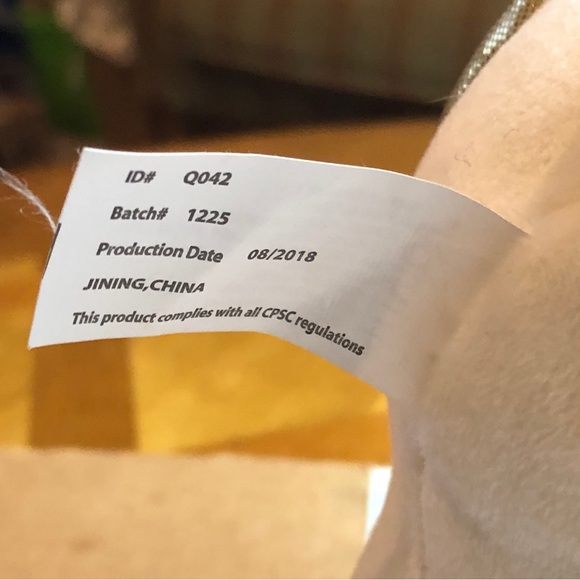 ID# Q042
Batch# 1225
Production Date 08/2018
JINING,CHINA
This product complies with all CPSC regulations